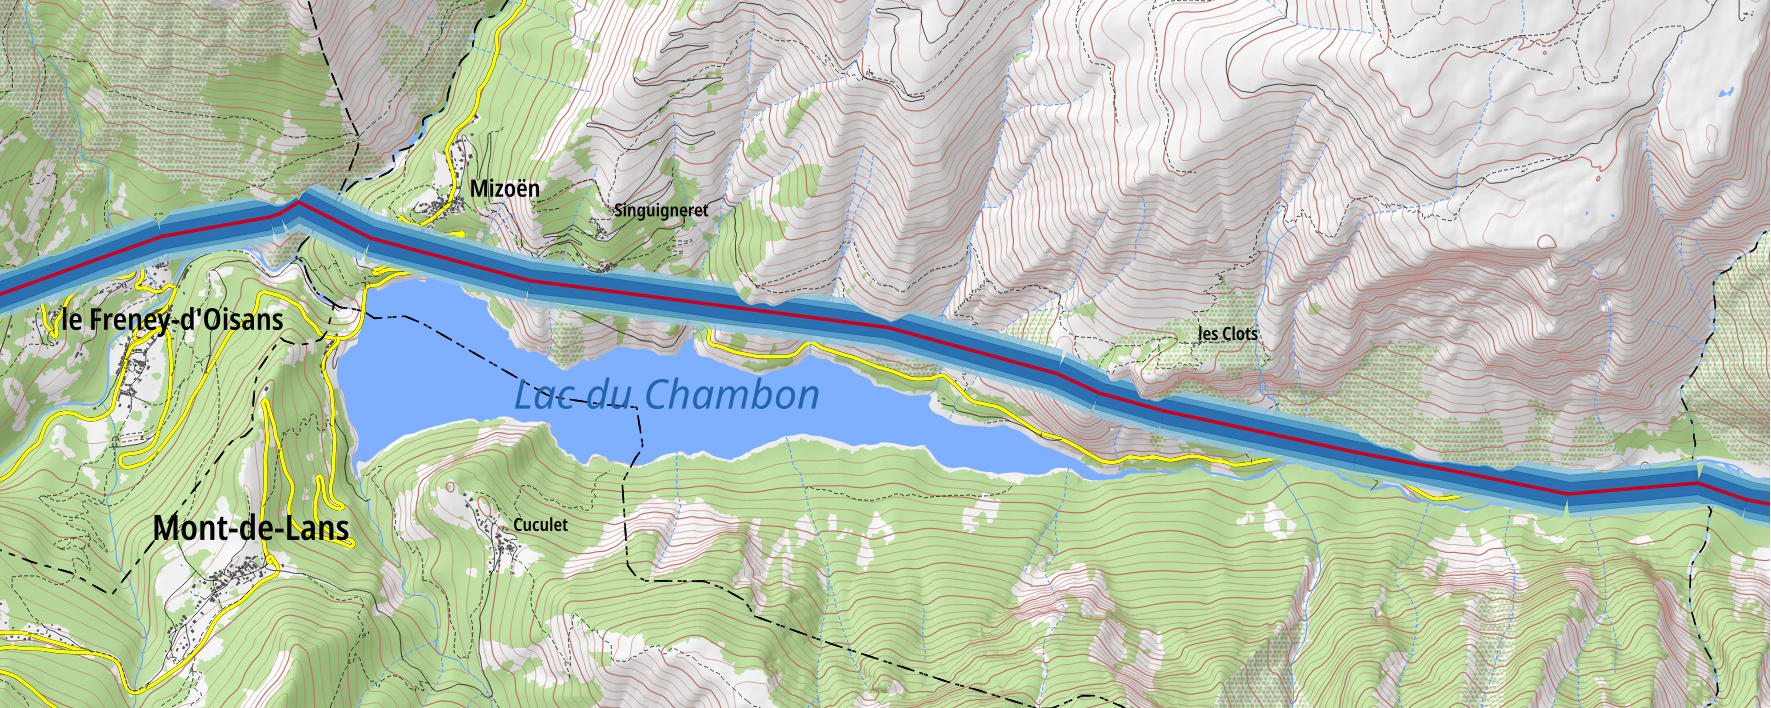 Mizoën
Singuigneret
le Freney-d'Oisans
les Clots
Lac du Chambon
Mont-de-Lans
Cuculet